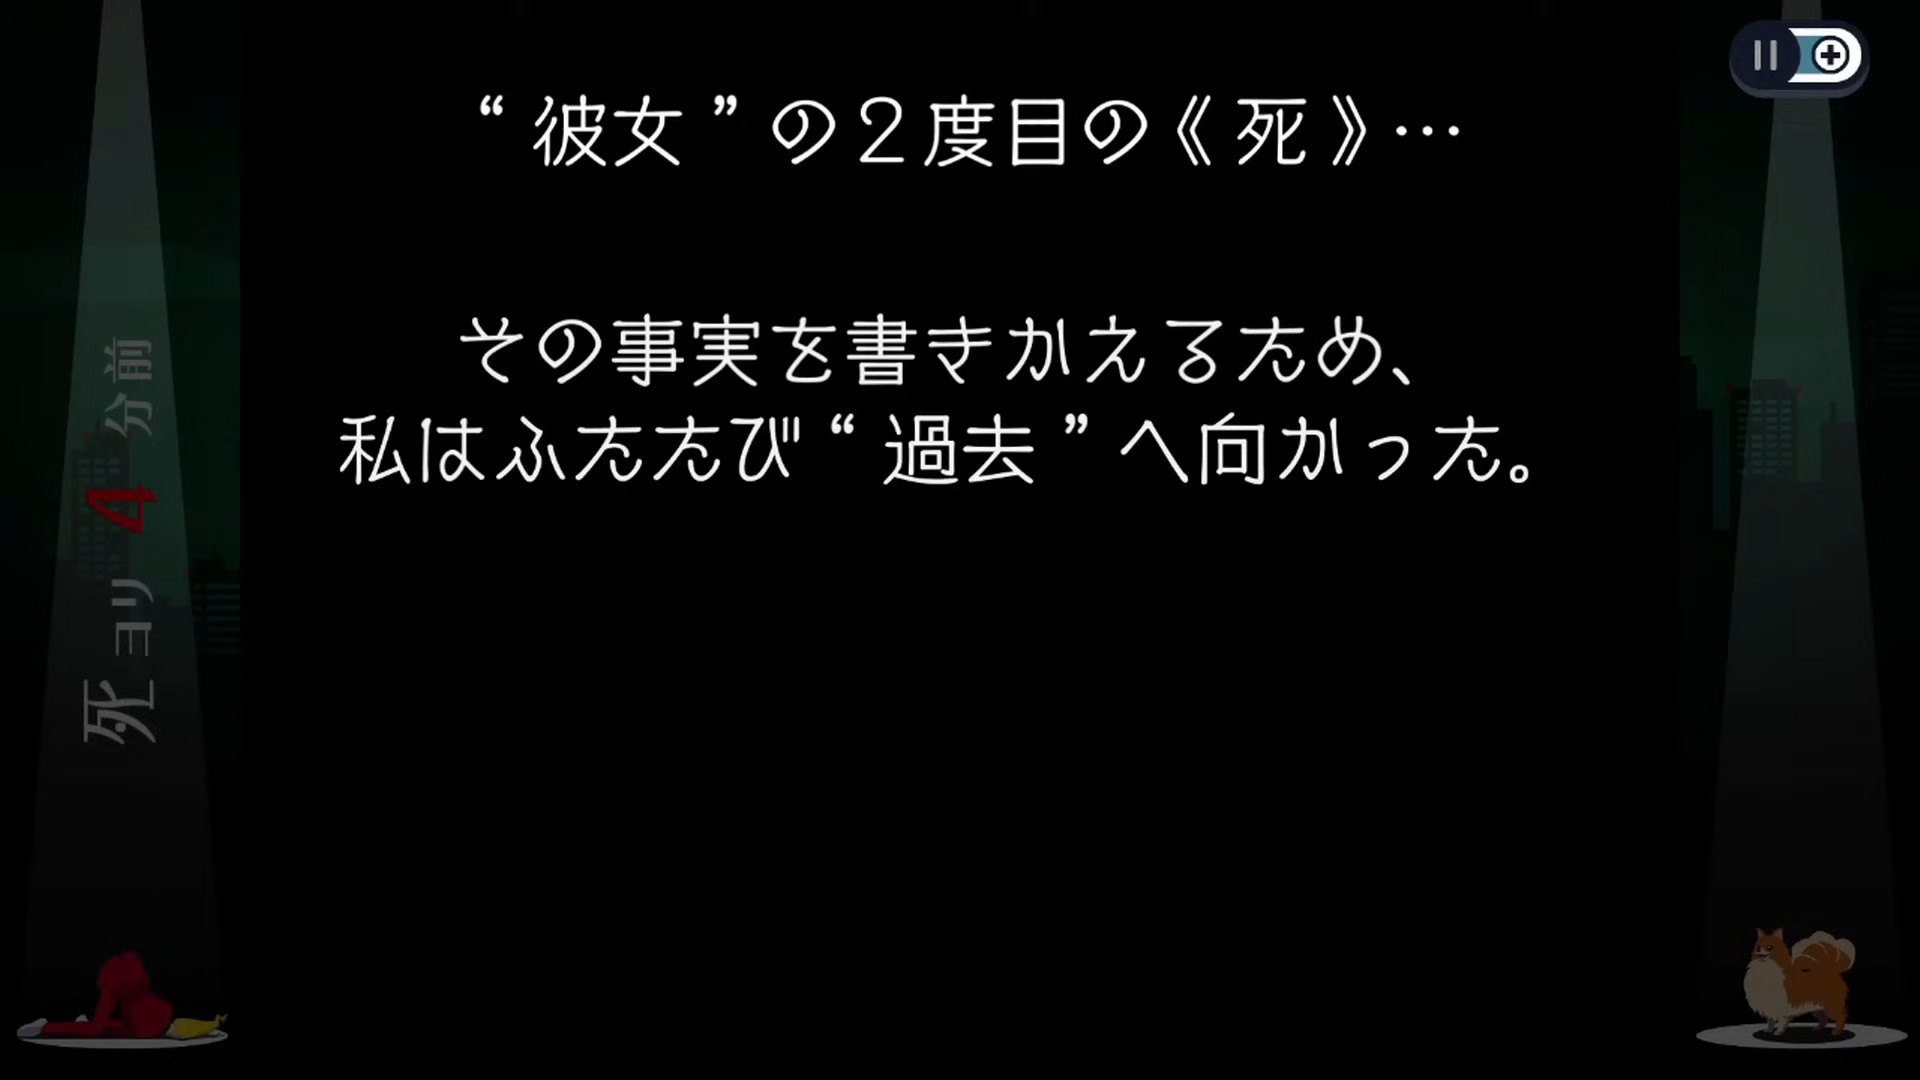 “彼女”の２度目の《死》…
その事実を書きかえるため、
私はふたたび“過去”へ向かった。
死ヨリ４分前